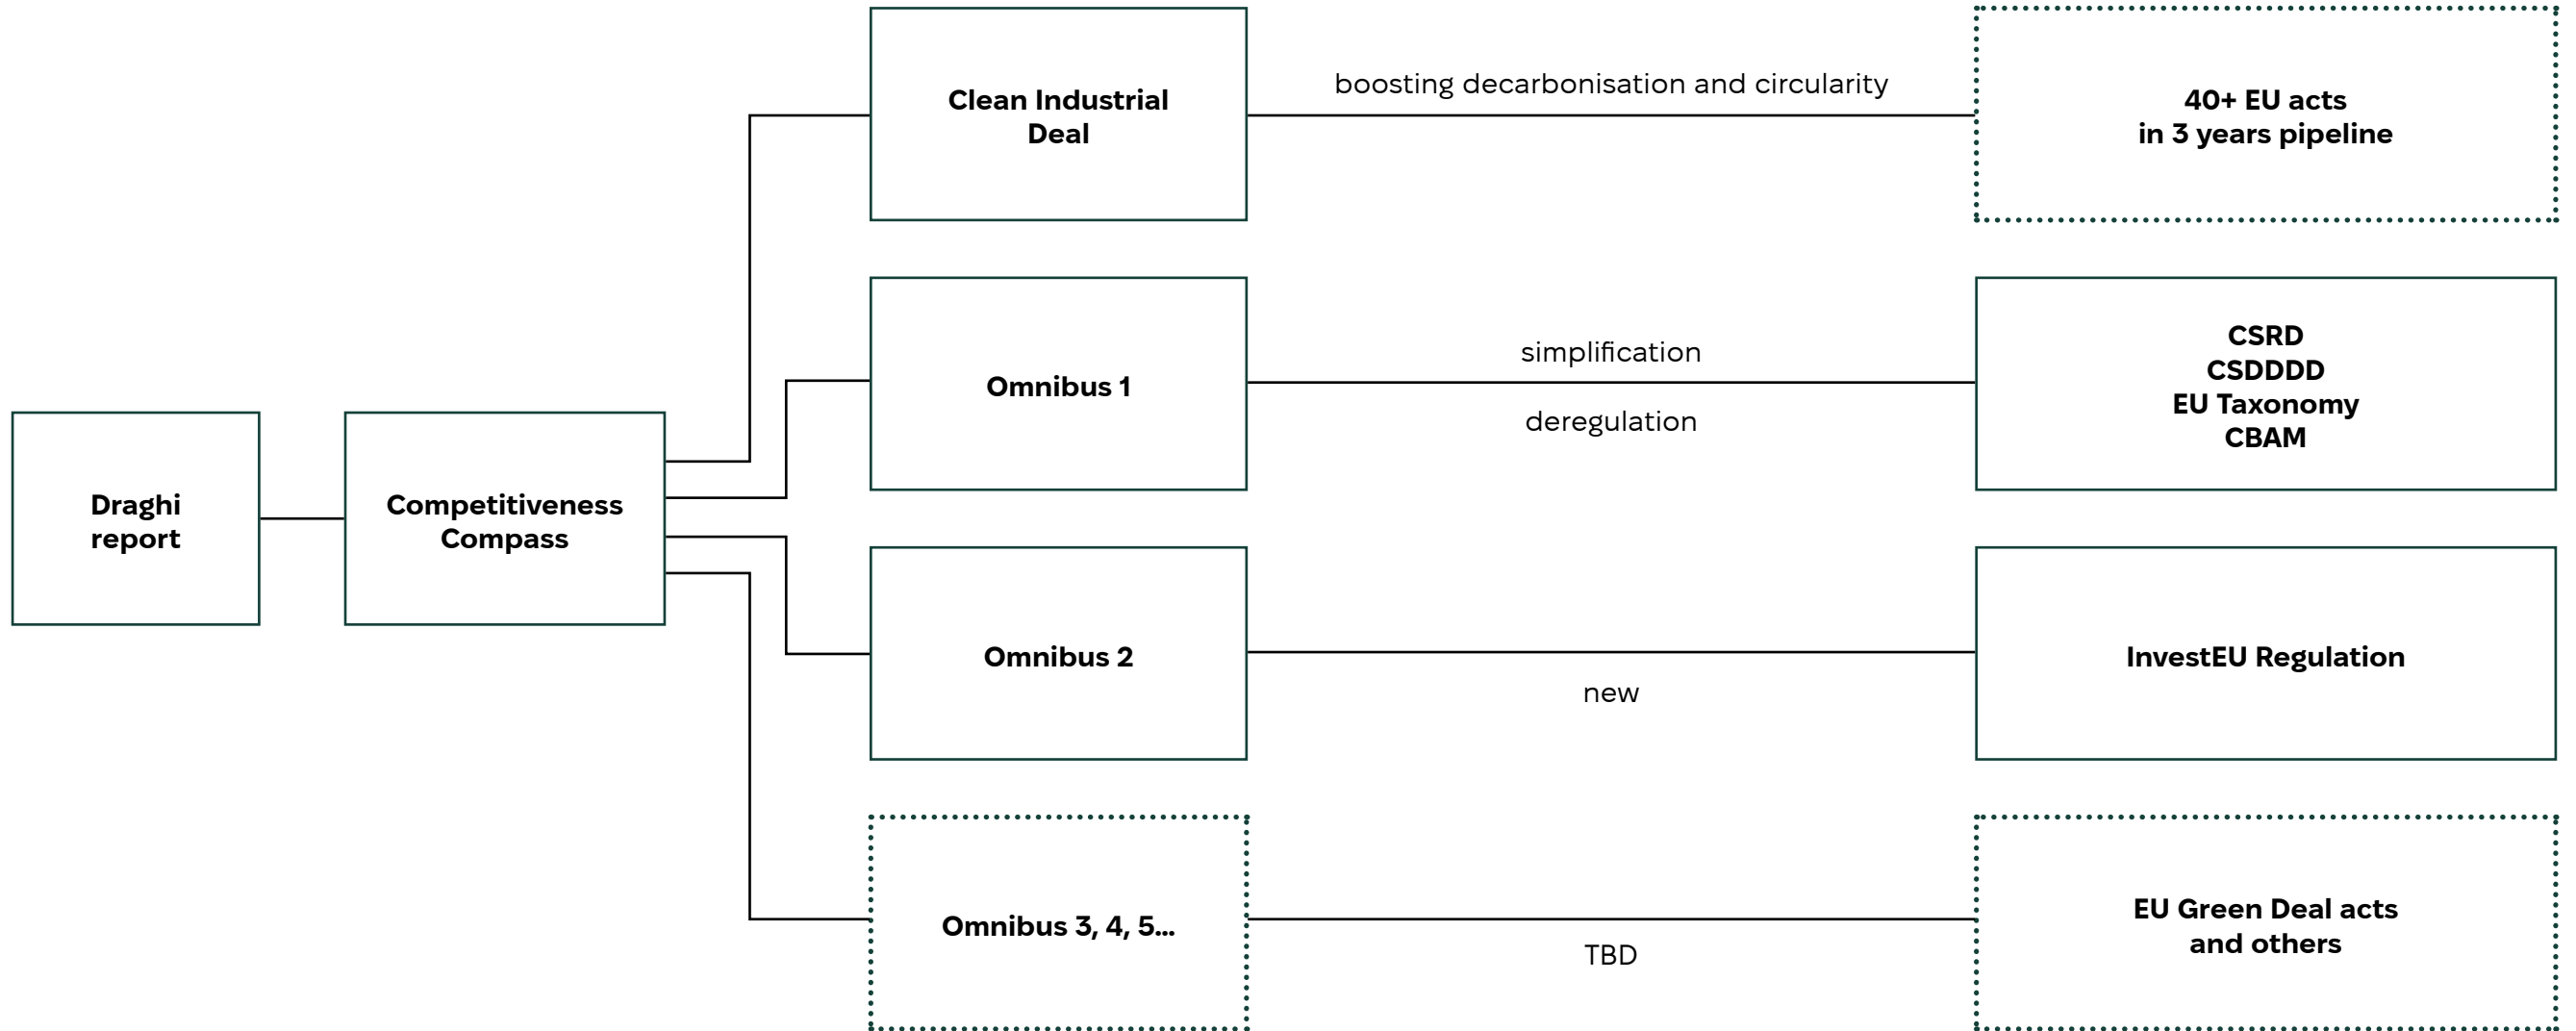 Draghi
report
Competitiveness
Compass
Clean Industrial
Deal
boosting decarbonisation and circularity
40+ EU acts
in 3 years pipeline
Omnibus 1
simplification
deregulation
CSRD
CSDDDD
EU Taxonomy
CBAM
Omnibus 2
new
InvestEU Regulation
Omnibus 3, 4, 5...
TBD
EU Green Deal acts
and others